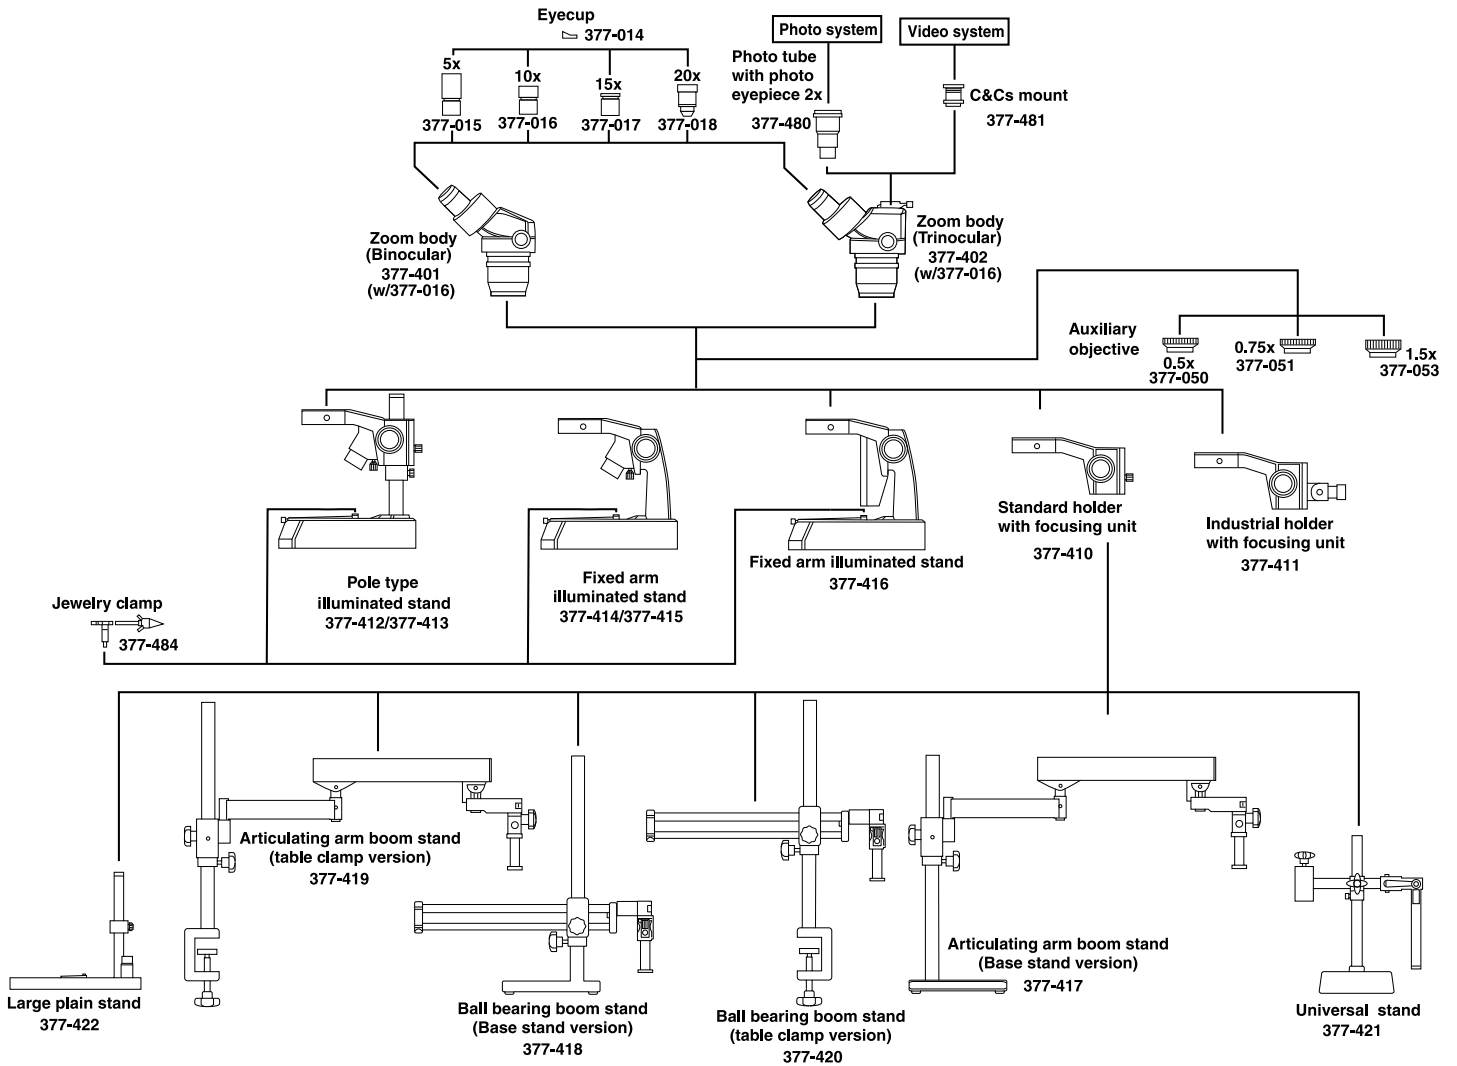 Eyecup
377-014
5x
377-015
10x
377-016
15x
377-017
20x
377-018
Photo system
Photo tube
with photo
eyepiece 2x
377-480
Video system
C&Cs mount
377-481
Zoom body
(Binocular)
377-401
(w/377-016)
Zoom body
(Trinocular)
377-402
(w/377-016)
Auxiliary
objective
0.5x
377-050
0.75x
377-051
1.5x
377-053
Pole type
illuminated stand
377-412/377-413
Fixed arm
illuminated stand
377-414/377-415
Fixed arm illuminated stand
377-416
Standard holder
with focusing unit
377-410
Industrial holder
with focusing unit
377-411
Jewelry clamp
377-484
Large plain stand
377-422
Articulating arm boom stand
(table clamp version)
377-419
Ball bearing boom stand
(Base stand version)
377-418
Ball bearing boom stand
(table clamp version)
377-420
Articulating arm boom stand
(Base stand version)
377-417
Universal stand
377-421